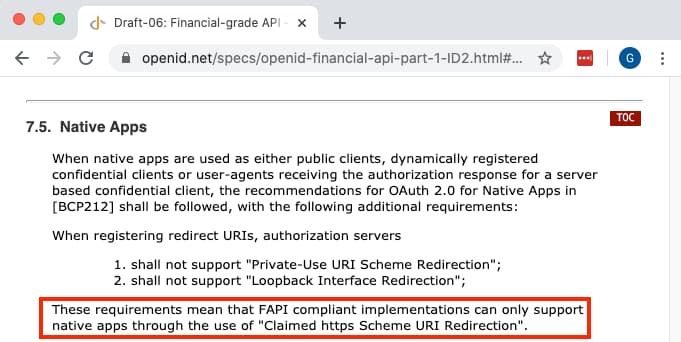 Draft-06: Financial-grade API -
openid.net/specs/openid-financial-api-part-1-ID2.html#...
G
TOC
7.5. Native Apps
When native apps are used as either public clients, dynamically registered
confidential clients or user-agents receiving the authorization response for a server
based confidential client, the recommendations for OAuth 2.0 for Native Apps in
[BCP212] shall be followed, with the following additional requirements:
When registering redirect URIs, authorization servers
1. shall not support "Private-Use URI Scheme Redirection";
2. shall not support "Loopback Interface Redirection";
These requirements mean that FAPI compliant implementations can only support
native apps through the use of "Claimed https Scheme URI Redirection".